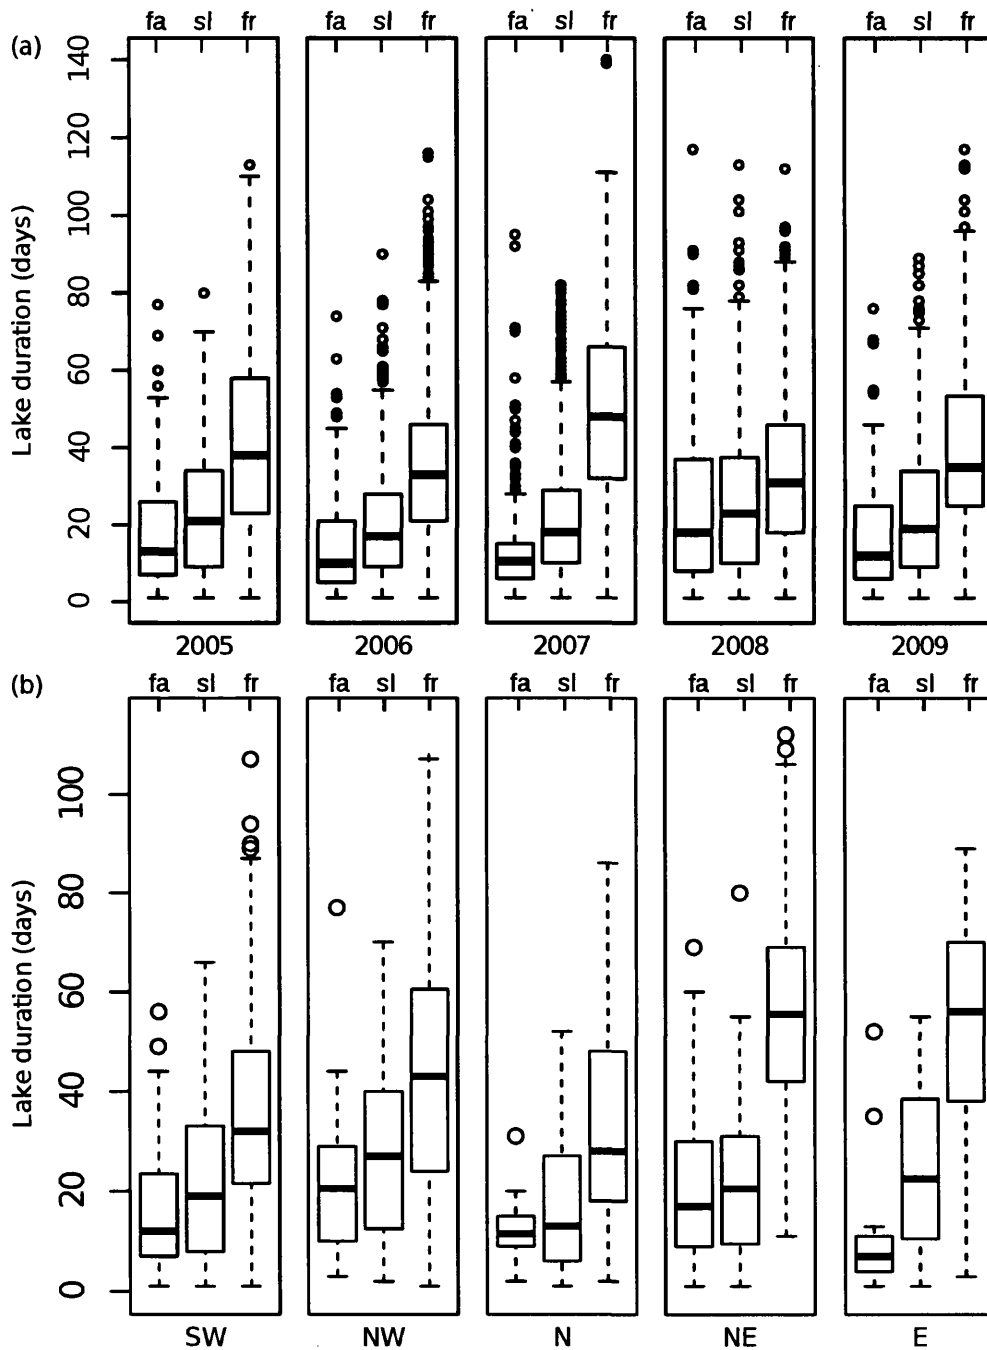 (a)
fa sl fr fa sl fr fa sl fr fa sl fr fa sl fr
Lake duration (days)
140
120
100
80
60
40
20
0
2005 2006 2007 2008 2009
(b)
fa sl fr fa sl fr fa sl fr fa sl fr fa sl fr
Lake duration (days)
100
80
60
40
20
0
SW NW N NE E